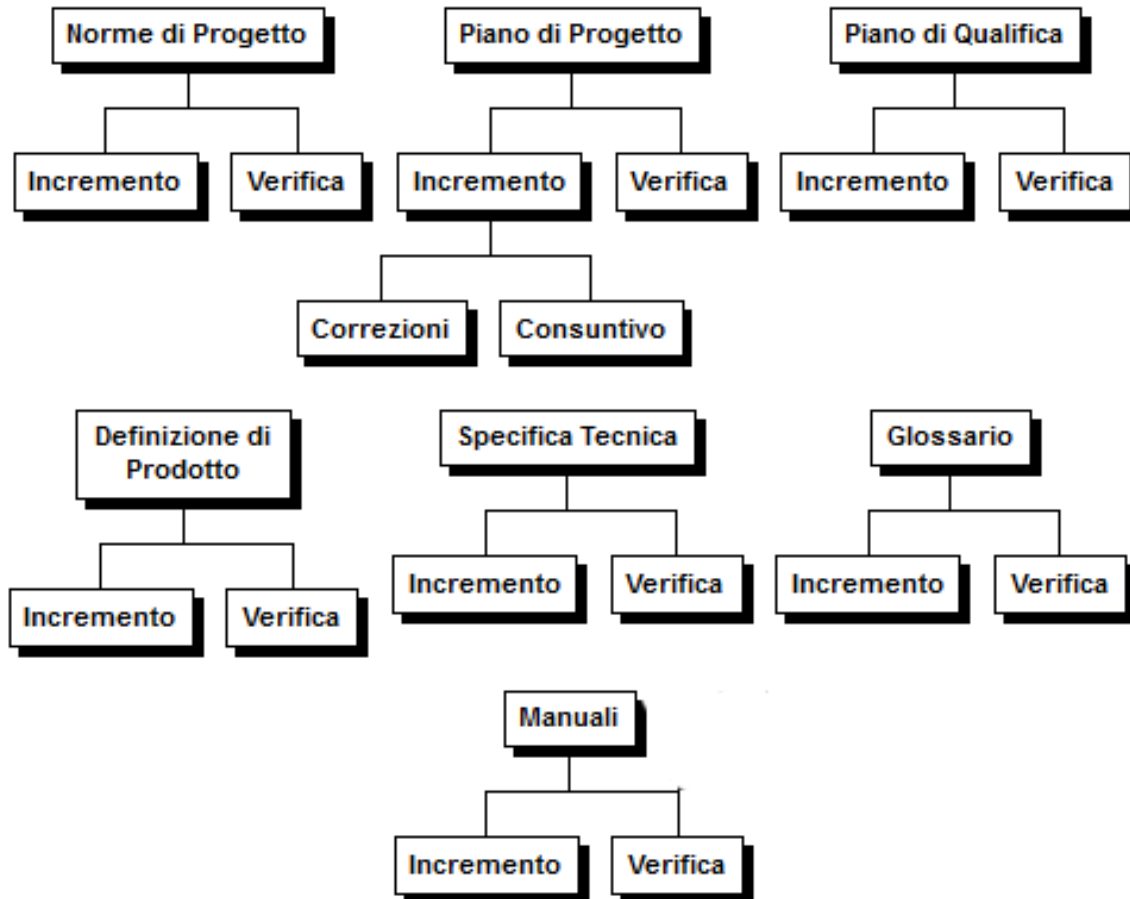 Norme di Progetto
Piano di Progetto
Piano di Qualifica
Incremento
Verifica
Incremento
Verifica
Incremento
Verifica
Correzioni
Consuntivo
Definizione di
Prodotto
Specifica Tecnica
Glossario
Incremento
Verifica
Incremento
Verifica
Incremento
Verifica
Manuali
Incremento
Verifica